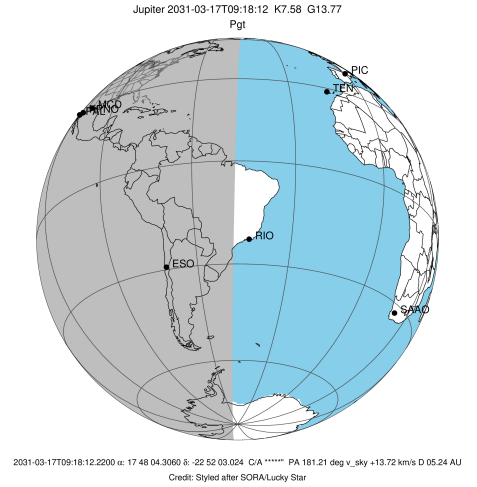 Jupiter 2031-03-17T09:18:12 K7.58 G13.77
Pgt
PIC
TEN
MCO
RIO
ESO
SAAO
2031-03-17T09:18:12.2200 α: 17 48 04.3060 δ: -22 52 03.024 C/A *****" PA 181.21 deg v_sky +13.72 km/s D 05.24 AU
Credit: Styled after SORA/Lucky Star